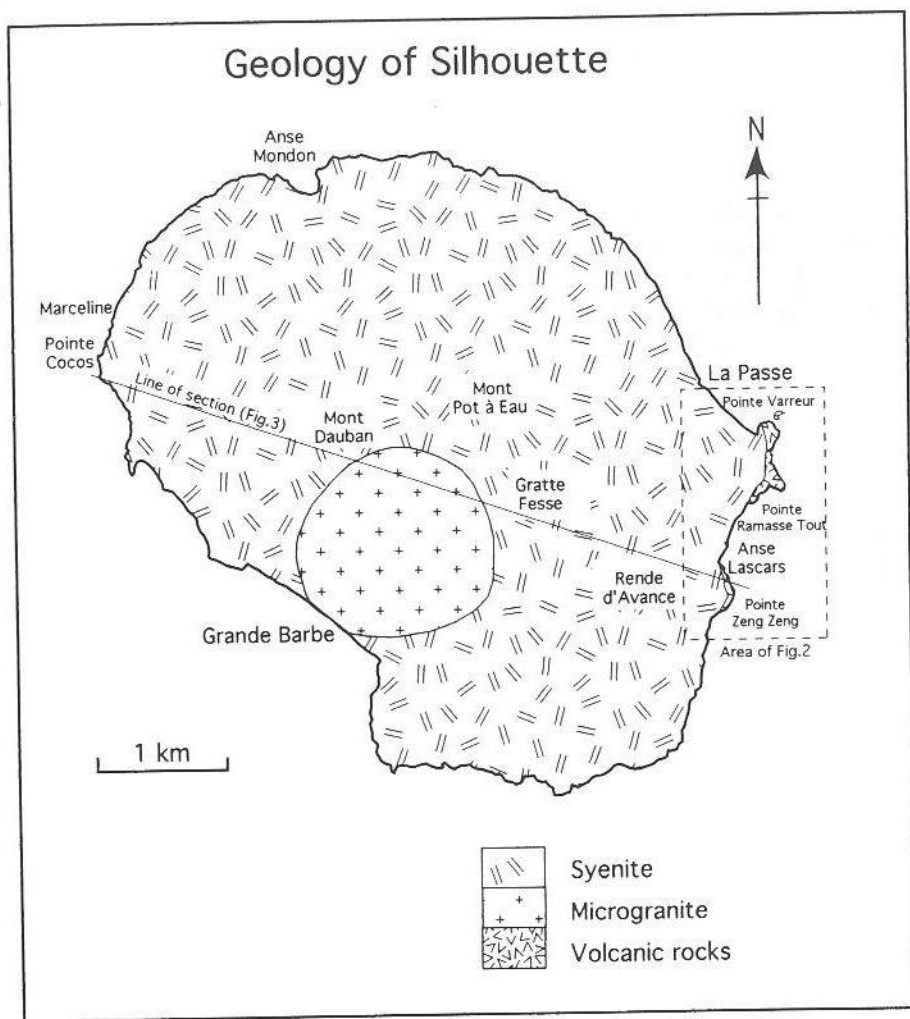 Geology of Silhouette
Anse
Mondon
N
Marceline
Pointe
Cocos
Line of section (Fig.3)
Mont
Dauban
Mont
Pot à Eau
La Passe
Pointe Varreur
Gratte
Fesse
Pointe
Ramasse Tout
Anse
Lascars
Rende
d'Avance
Pointe
Zeng Zeng
Grande Barbe
Area of Fig.2
1 km
Syenite
Microgranite
Volcanic rocks